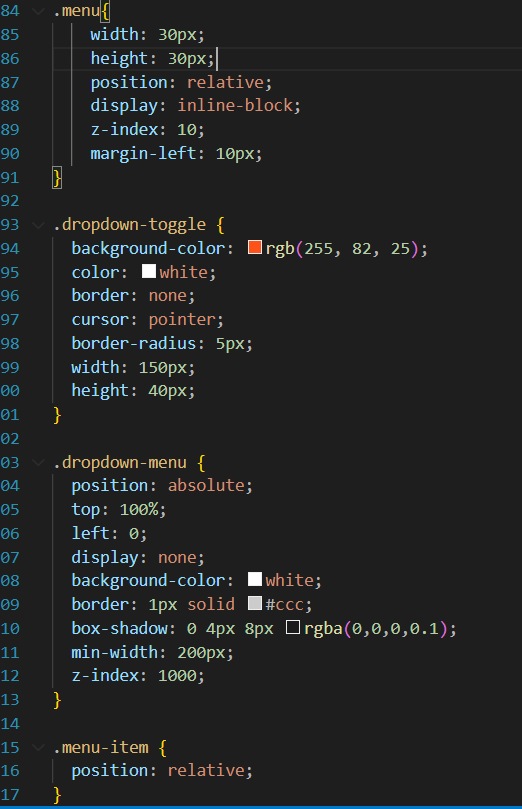 84 .menu{
85 width: 30px;
86 height: 30px;
87 position: relative;
88 display: inline-block;
89 z-index: 10;
90 margin-left: 10px;
91 }
92
93 .dropdown-toggle {
94 background-color: rgb(255, 82, 25);
95 color: white;
96 border: none;
97 cursor: pointer;
98 border-radius: 5px;
99 width: 150px;
00 height: 40px;
01 }
02
03 .dropdown-menu {
04 position: absolute;
05 top: 100%;
06 left: 0;
07 display: none;
08 background-color: white;
09 border: 1px solid #ccc;
10 box-shadow: 0 4px 8px rgba(0,0,0,0.1);
11 min-width: 200px;
12 z-index: 1000;
13 }
14
15 .menu-item {
16 position: relative;
17 }